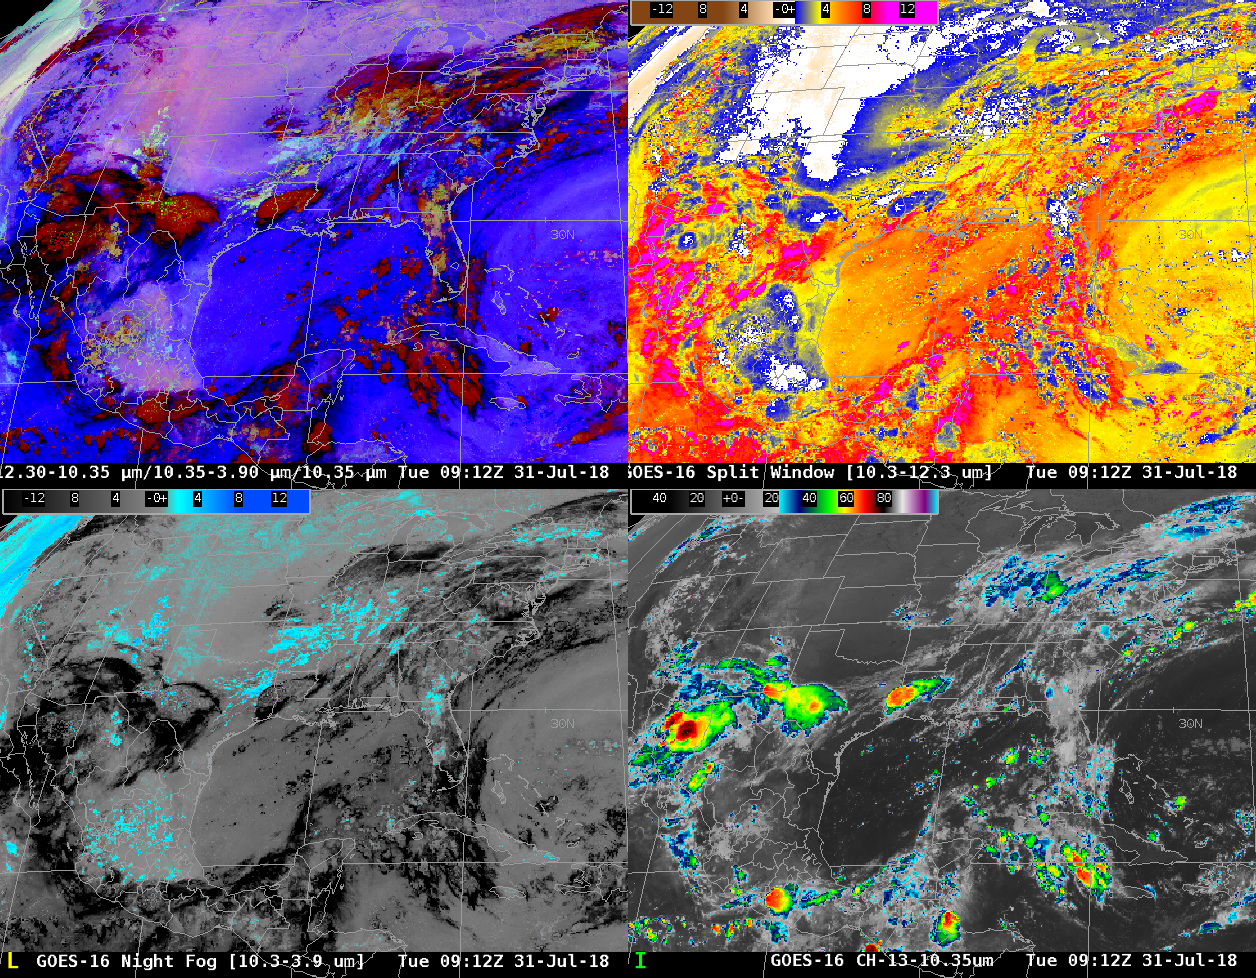 -12 8 4 -0+ 4 8 12
30N
30N
12.30-10.35 µm/10.35-3.90 µm/10.35 µm Tue 09:12Z 31-Jul-18
GOES-16 Split Window [10.3-12.3 um] Tue 09:12Z 31-Jul-18
-12 8 4 -0+ 4 8 12
40 20 +0- 20 40 60 80
30N
30N
L GOES-16 Night Fog [10.3-3.9 um] Tue 09:12Z 31-Jul-18
I GOES-16 CH-13-10.35um Tue 09:12Z 31-Jul-18